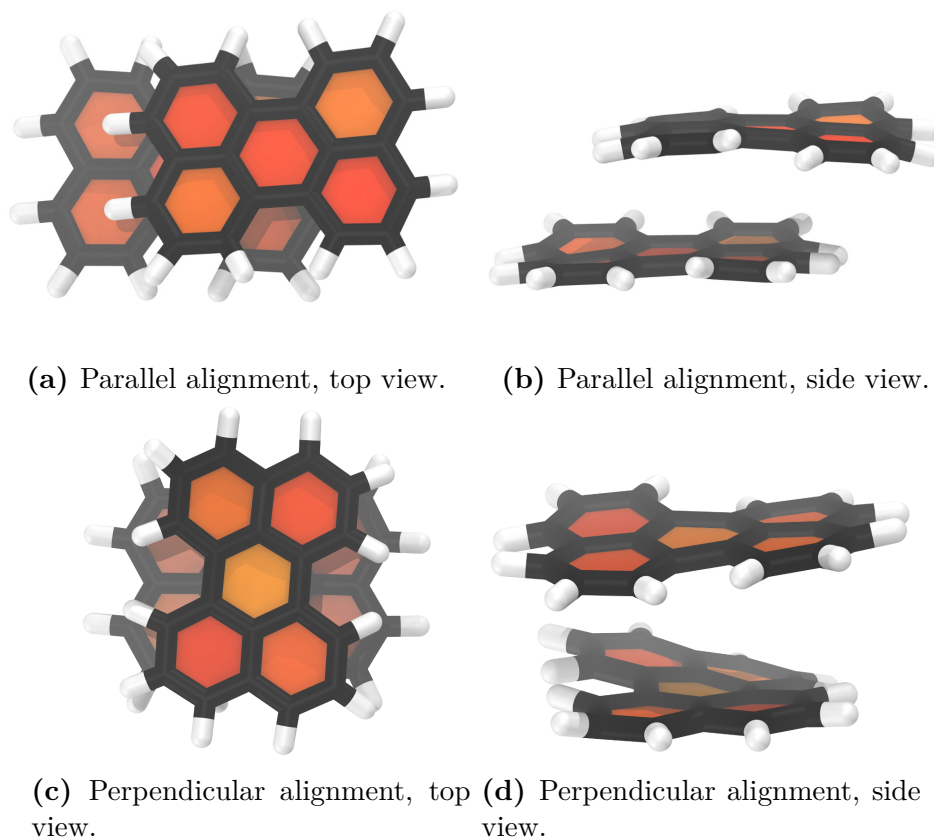 (a) Parallel alignment, top view.
(b) Parallel alignment, side view.
(c) Perpendicular alignment, top view.
(d) Perpendicular alignment, side view.